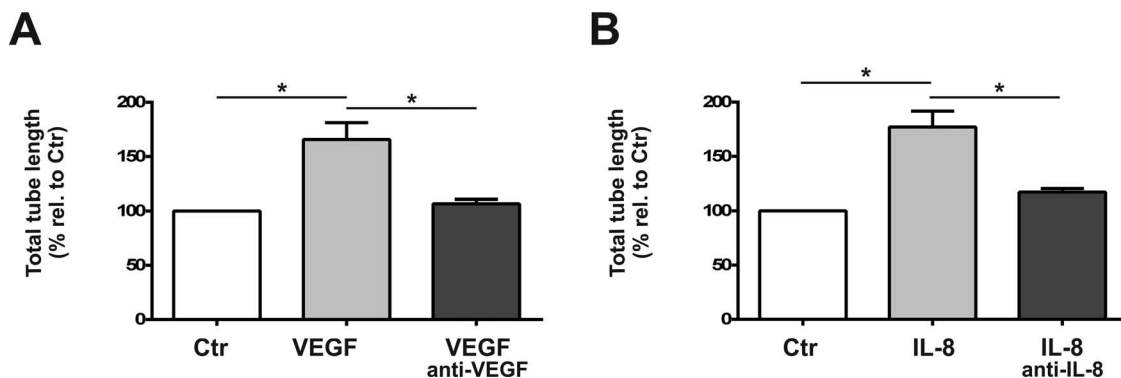 A
B
Total tube length
(% rel. to Ctr)
200
150
100
50
0
*
*
Ctr
VEGF
VEGF
anti-VEGF
Total tube length
(% rel. to Ctr)
200
150
100
50
0
*
*
Ctr
IL-8
IL-8
anti-IL-8